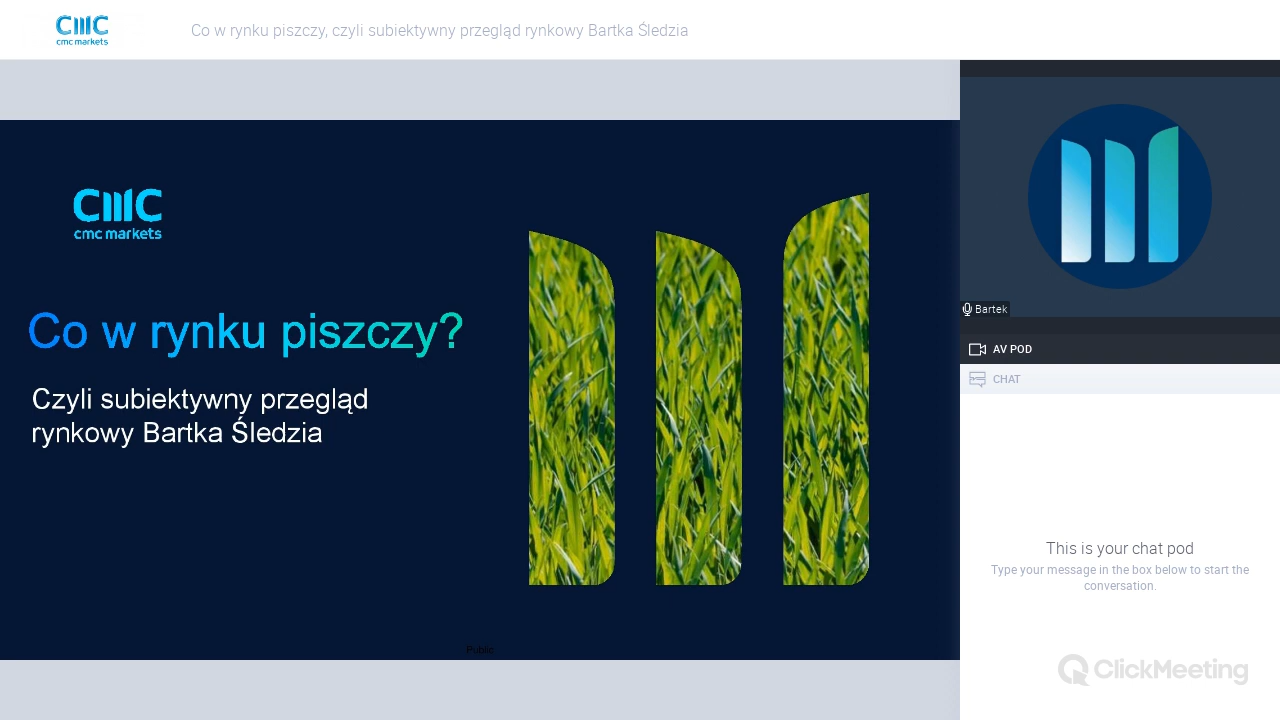 CMC
cmc markets
Co w rynku piszczy, czyli subiektywny przegląd rynkowy Bartka Śledzia
CMC
cmc markets
Co w rynku piszczy?
Czyli subiektywny przegląd
rynkowy Bartka Śledzia
Public
Bartek
AV POD
CHAT
This is your chat pod
Type your message in the box below to start the
conversation.
ClickMeeting